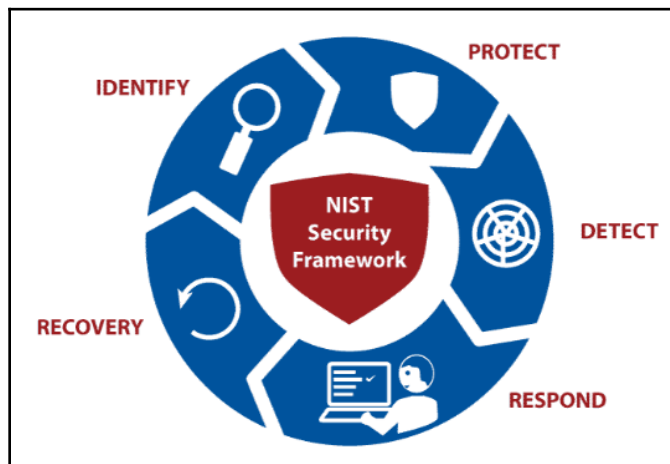 PROTECT
IDENTIFY
NIST
Security
Framework
DETECT
RECOVERY
RESPOND